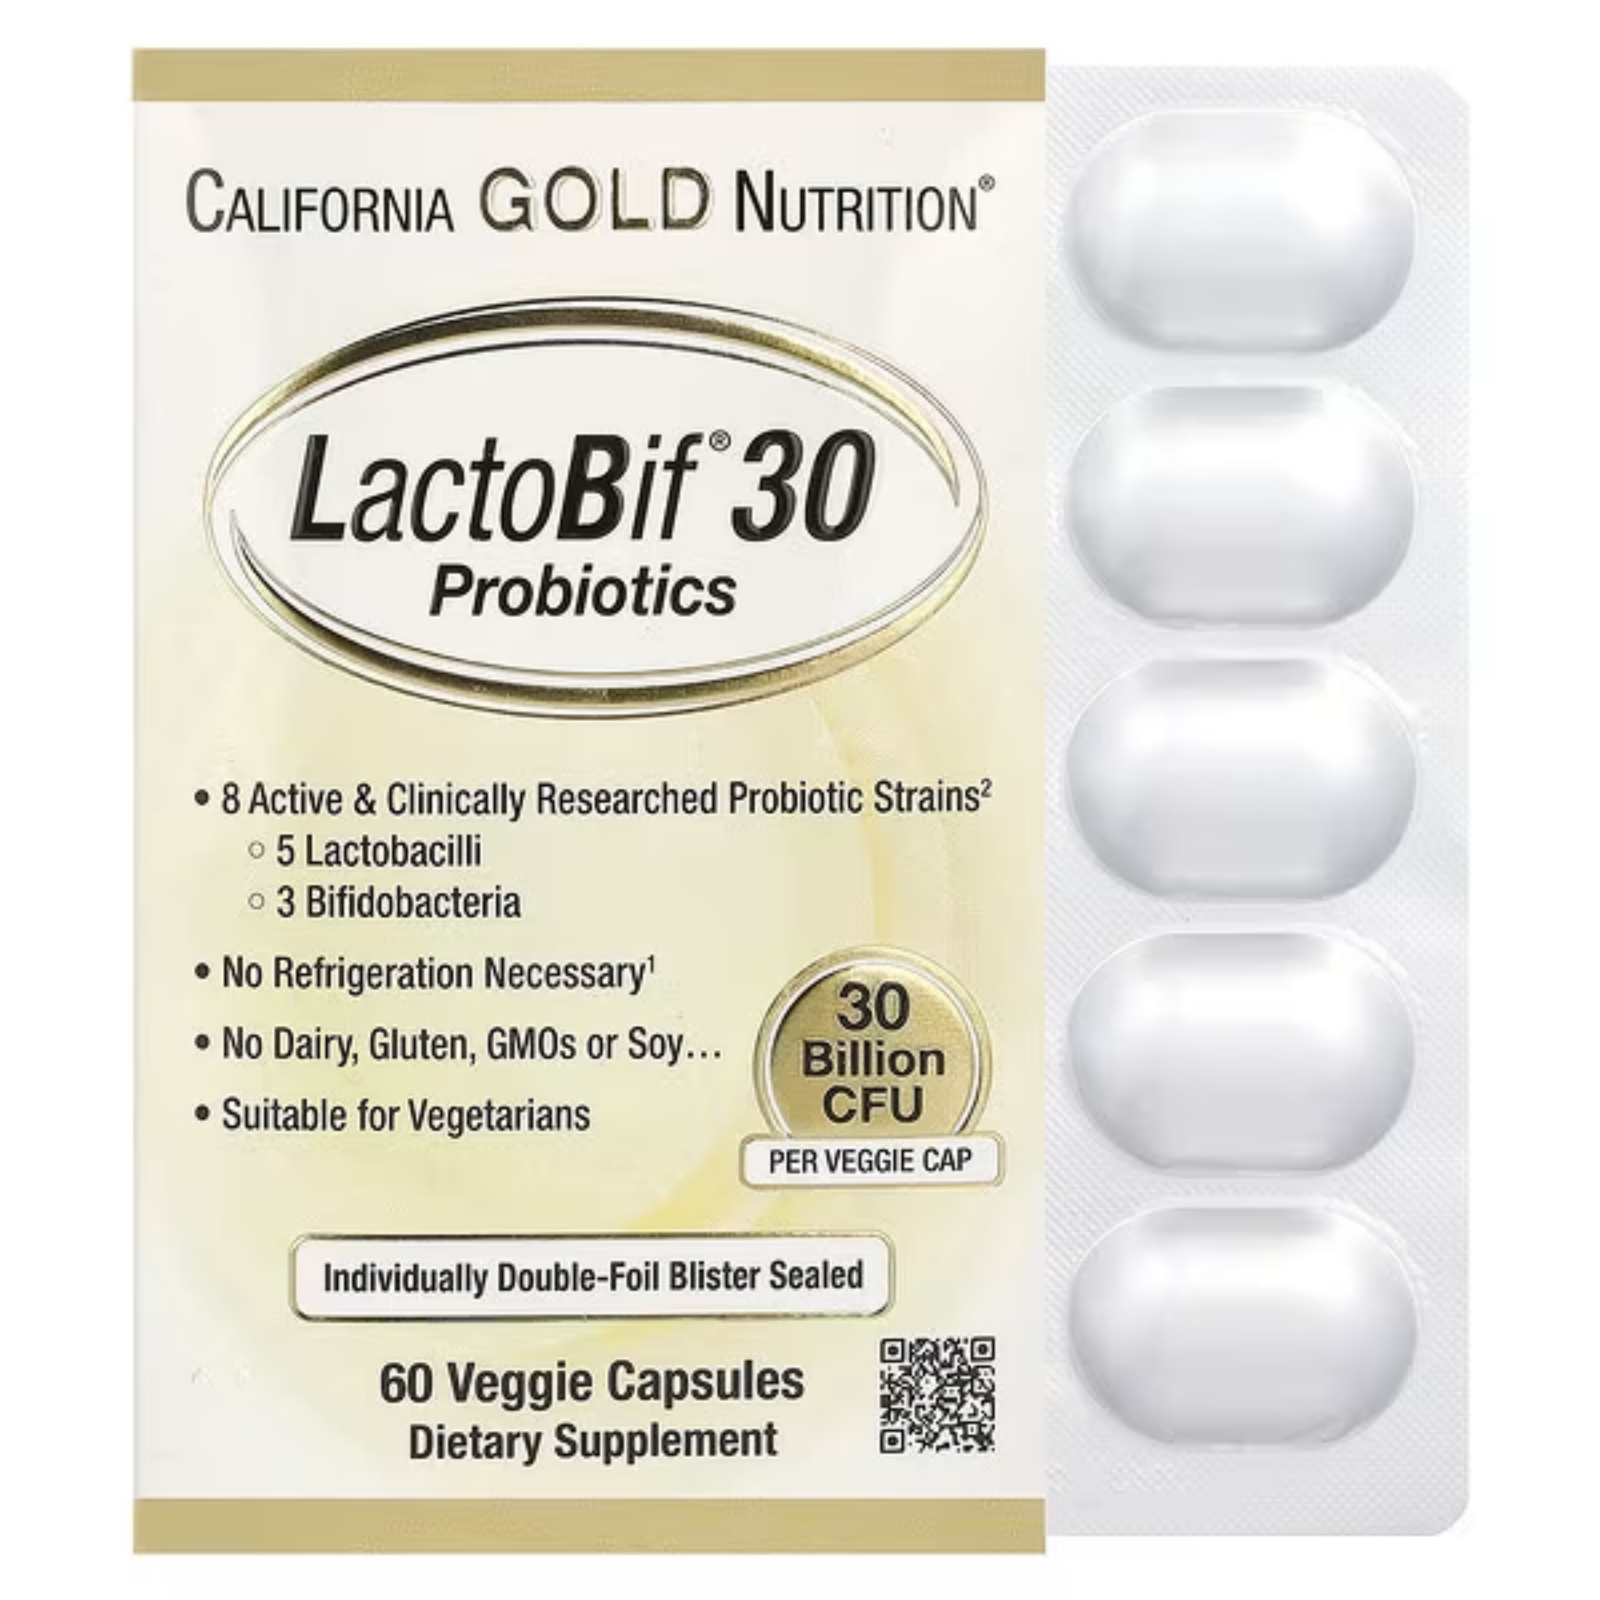 CALIFORNIA GOLD NUTRITION®
LactoBif® 30
Probiotics
• 8 Active & Clinically Researched Probiotic Strains²
○ 5 Lactobacilli
○ 3 Bifidobacteria
• No Refrigeration Necessary¹
• No Dairy, Gluten, GMOs or Soy…
• Suitable for Vegetarians
30
Billion
CFU
PER VEGGIE CAP
Individually Double-Foil Blister Sealed
60 Veggie Capsules
Dietary Supplement